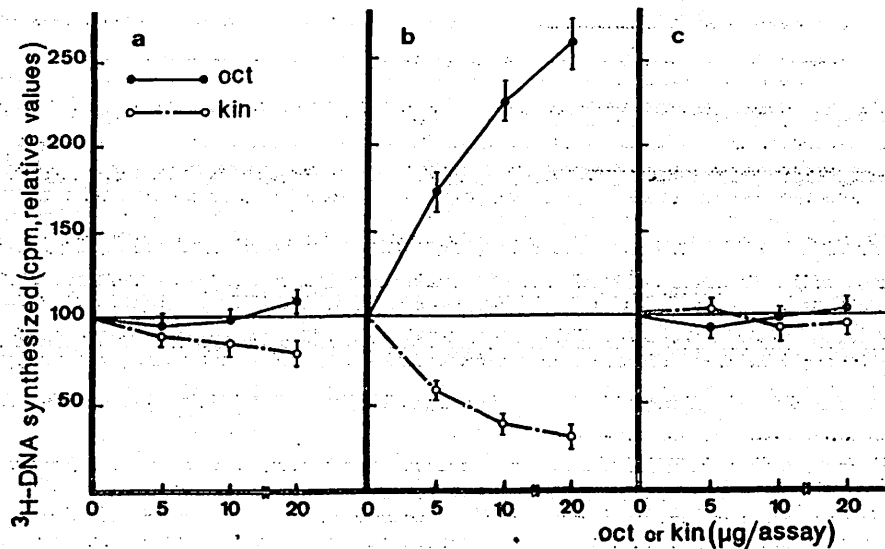 a
b
c
oct
kin
250
200
150
100
50
³H-DNA synthesized (cpm, relative values)
0 5 10 20
0 5 10 20
0 5 10 20
oct or kin (µg/assay)